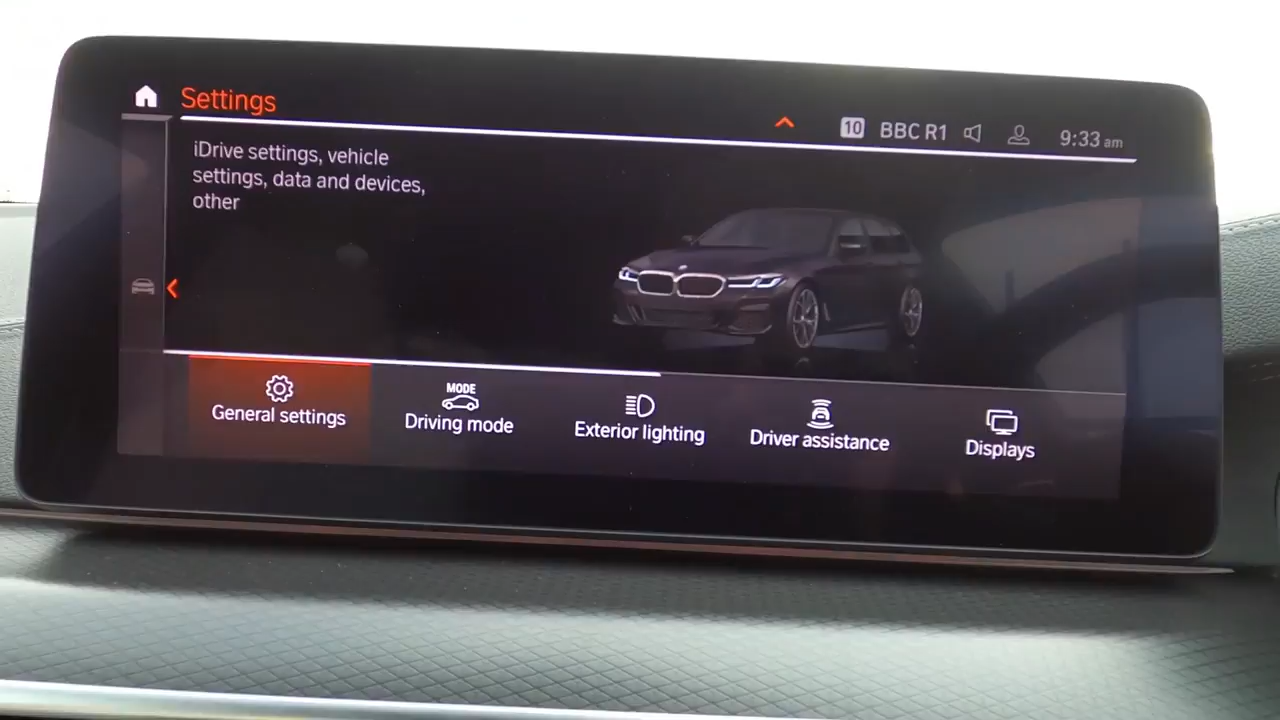 Settings
10 BBC R1 9:33 am
iDrive settings, vehicle
settings, data and devices,
other
General settings
MODE
Driving mode
Exterior lighting
Driver assistance
Displays